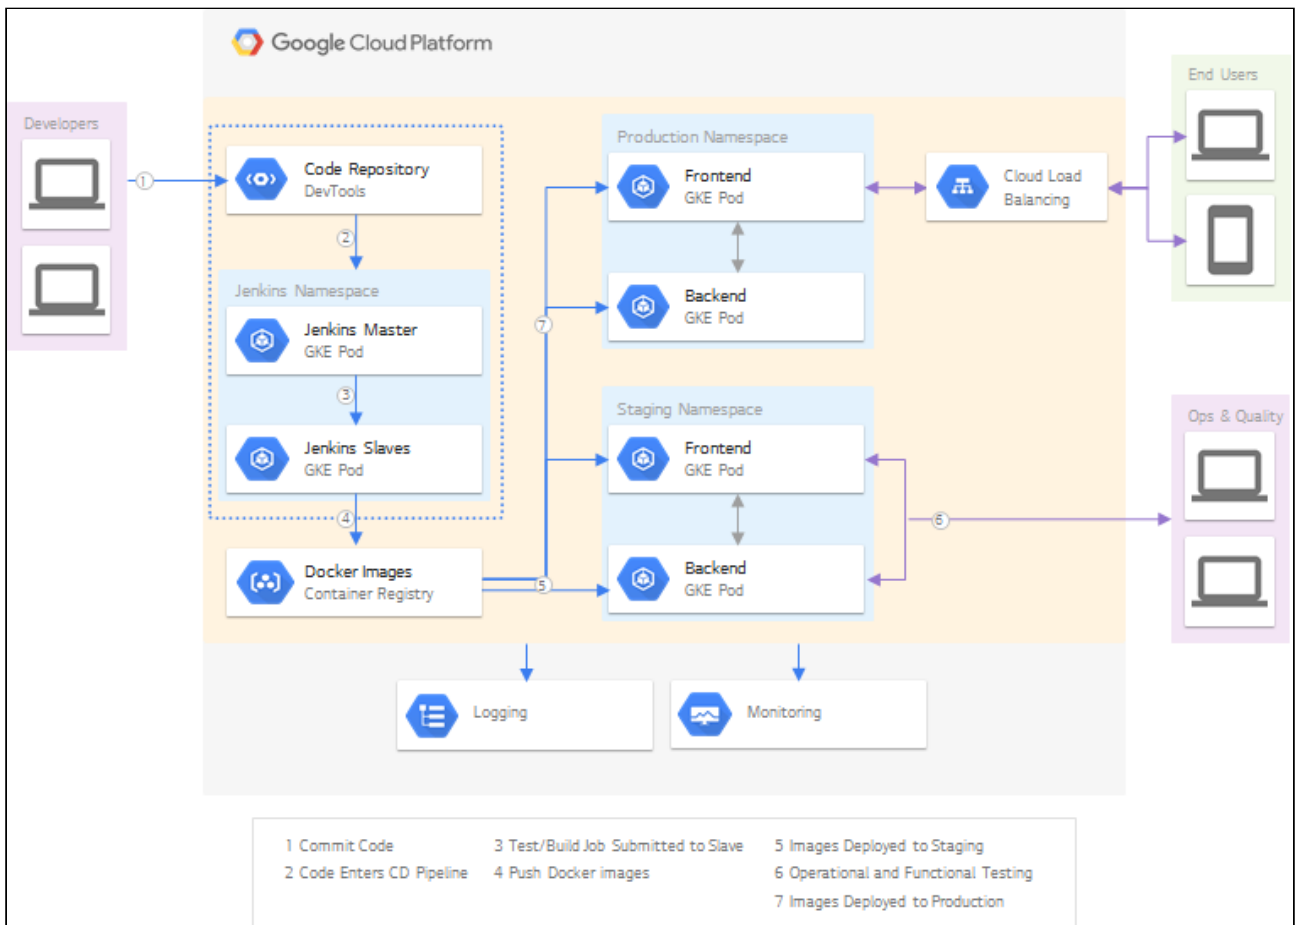 Google Cloud Platform
Developers
1
Code Repository
DevTools
2
Jenkins Namespace
Jenkins Master
GKE Pod
3
Jenkins Slaves
GKE Pod
4
Docker Images
Container Registry
5
7
Production Namespace
Frontend
GKE Pod
Backend
GKE Pod
Staging Namespace
Frontend
GKE Pod
Backend
GKE Pod
Cloud Load
Balancing
End Users
6
Ops & Quality
Logging
Monitoring
1 Commit Code
2 Code Enters CD Pipeline
3 Test/Build Job Submitted to Slave
4 Push Docker images
5 Images Deployed to Staging
6 Operational and Functional Testing
7 Images Deployed to Production